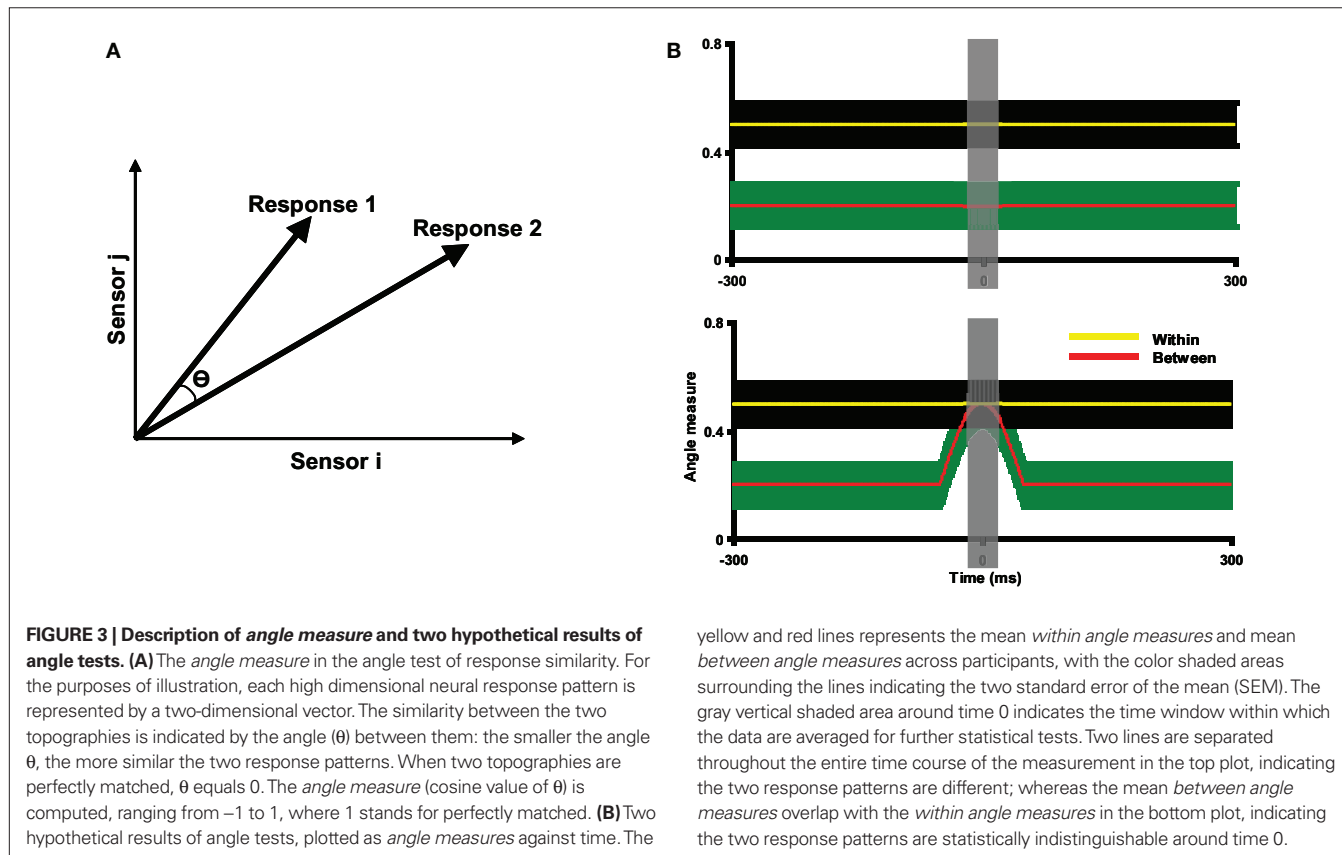 A
Response 1
Response 2
Sensor j
θ
Sensor i
B
0.8
0.4
0
-300
0
300
0.8
Within
Between
Angle measure
0.4
0
-300
0
300
Time (ms)
FIGURE 3 | Description of angle measure and two hypothetical results of
angle tests. (A) The angle measure in the angle test of response similarity. For
the purposes of illustration, each high dimensional neural response pattern is
represented by a two-dimensional vector. The similarity between the two
topographies is indicated by the angle (θ) between them: the smaller the angle
θ, the more similar the two response patterns. When two topographies are
perfectly matched, θ equals 0. The angle measure (cosine value of θ) is
computed, ranging from –1 to 1, where 1 stands for perfectly matched. (B) Two
hypothetical results of angle tests, plotted as angle measures against time. The
yellow and red lines represents the mean within angle measures and mean
between angle measures across participants, with the color shaded areas
surrounding the lines indicating the two standard error of the mean (SEM). The
gray vertical shaded area around time 0 indicates the time window within which
the data are averaged for further statistical tests. Two lines are separated
throughout the entire time course of the measurement in the top plot, indicating
the two response patterns are different; whereas the mean between angle
measures overlap with the within angle measures in the bottom plot, indicating
the two response patterns are statistically indistinguishable around time 0.